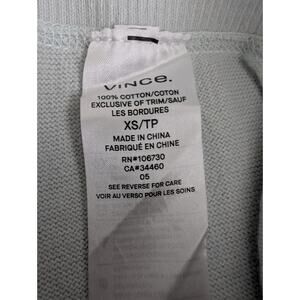 VINCE.
100% COTTON/COTON
EXCLUSIVE OF TRIM/SAUF
LES BORDURES
XS/TP
MADE IN CHINA
FABRIQUÉ EN CHINE
RN#106730
CA#34460
05
SEE REVERSE FOR CARE
VOIR AU VERSO POUR LES SOINS